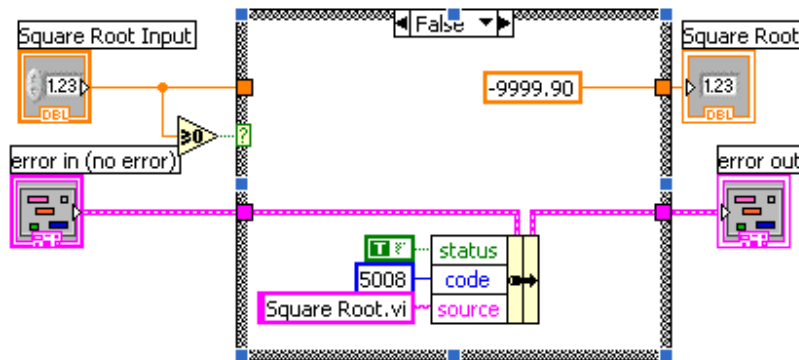 False
Square Root Input
Square Root
1.23
DBL
-9999.90
1.23
DBL
≥0
?
error in (no error)
error out
T
status
5008
code
Square Root.vi
source